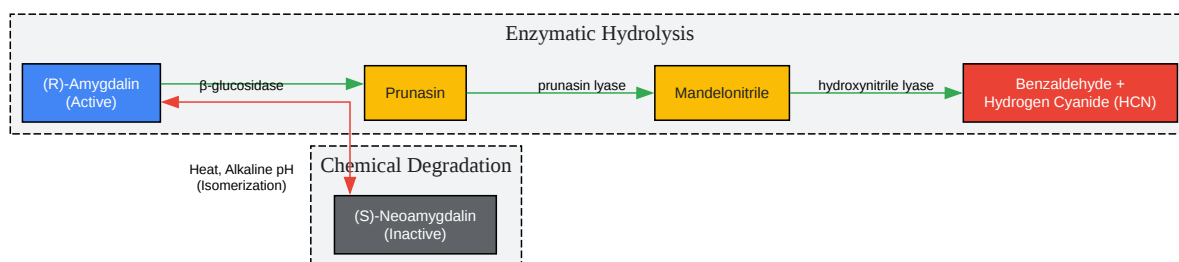 Enzymatic Hydrolysis
(R)-Amygdalin
(Active)
β-glucosidase
Prunasin
prunasin lyase
Mandelonitrile
hydroxynitrile lyase
Benzaldehyde +
Hydrogen Cyanide (HCN)
Heat, Alkaline pH
(Isomerization)
Chemical Degradation
(S)-Neoamygdalin
(Inactive)